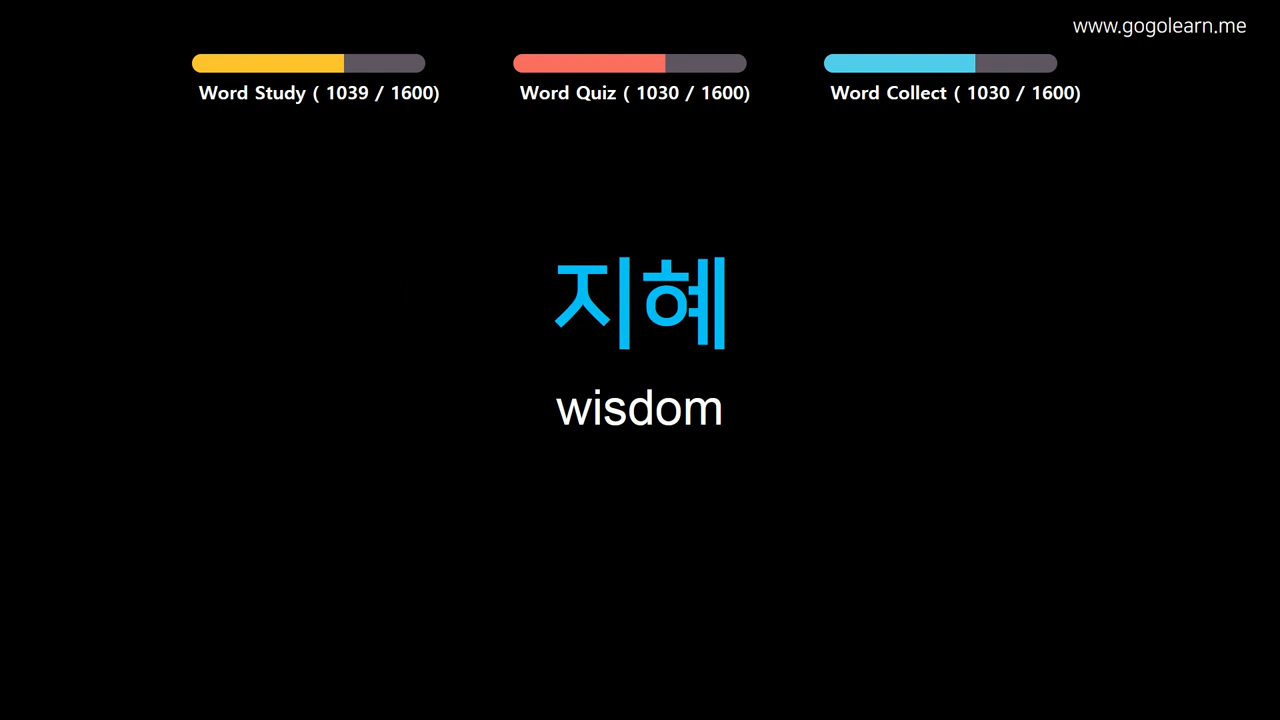 www.gogolearn.me
Word Study ( 1039 / 1600)
Word Quiz ( 1030 / 1600)
Word Collect ( 1030 / 1600)
지혜
wisdom